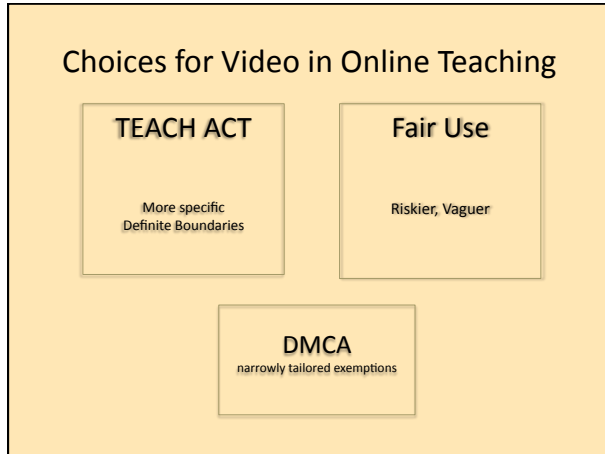 Choices for Video in Online Teaching
TEACH ACT
More specific
Definite Boundaries
Fair Use
Riskier, Vaguer
DMCA
narrowly tailored exemptions